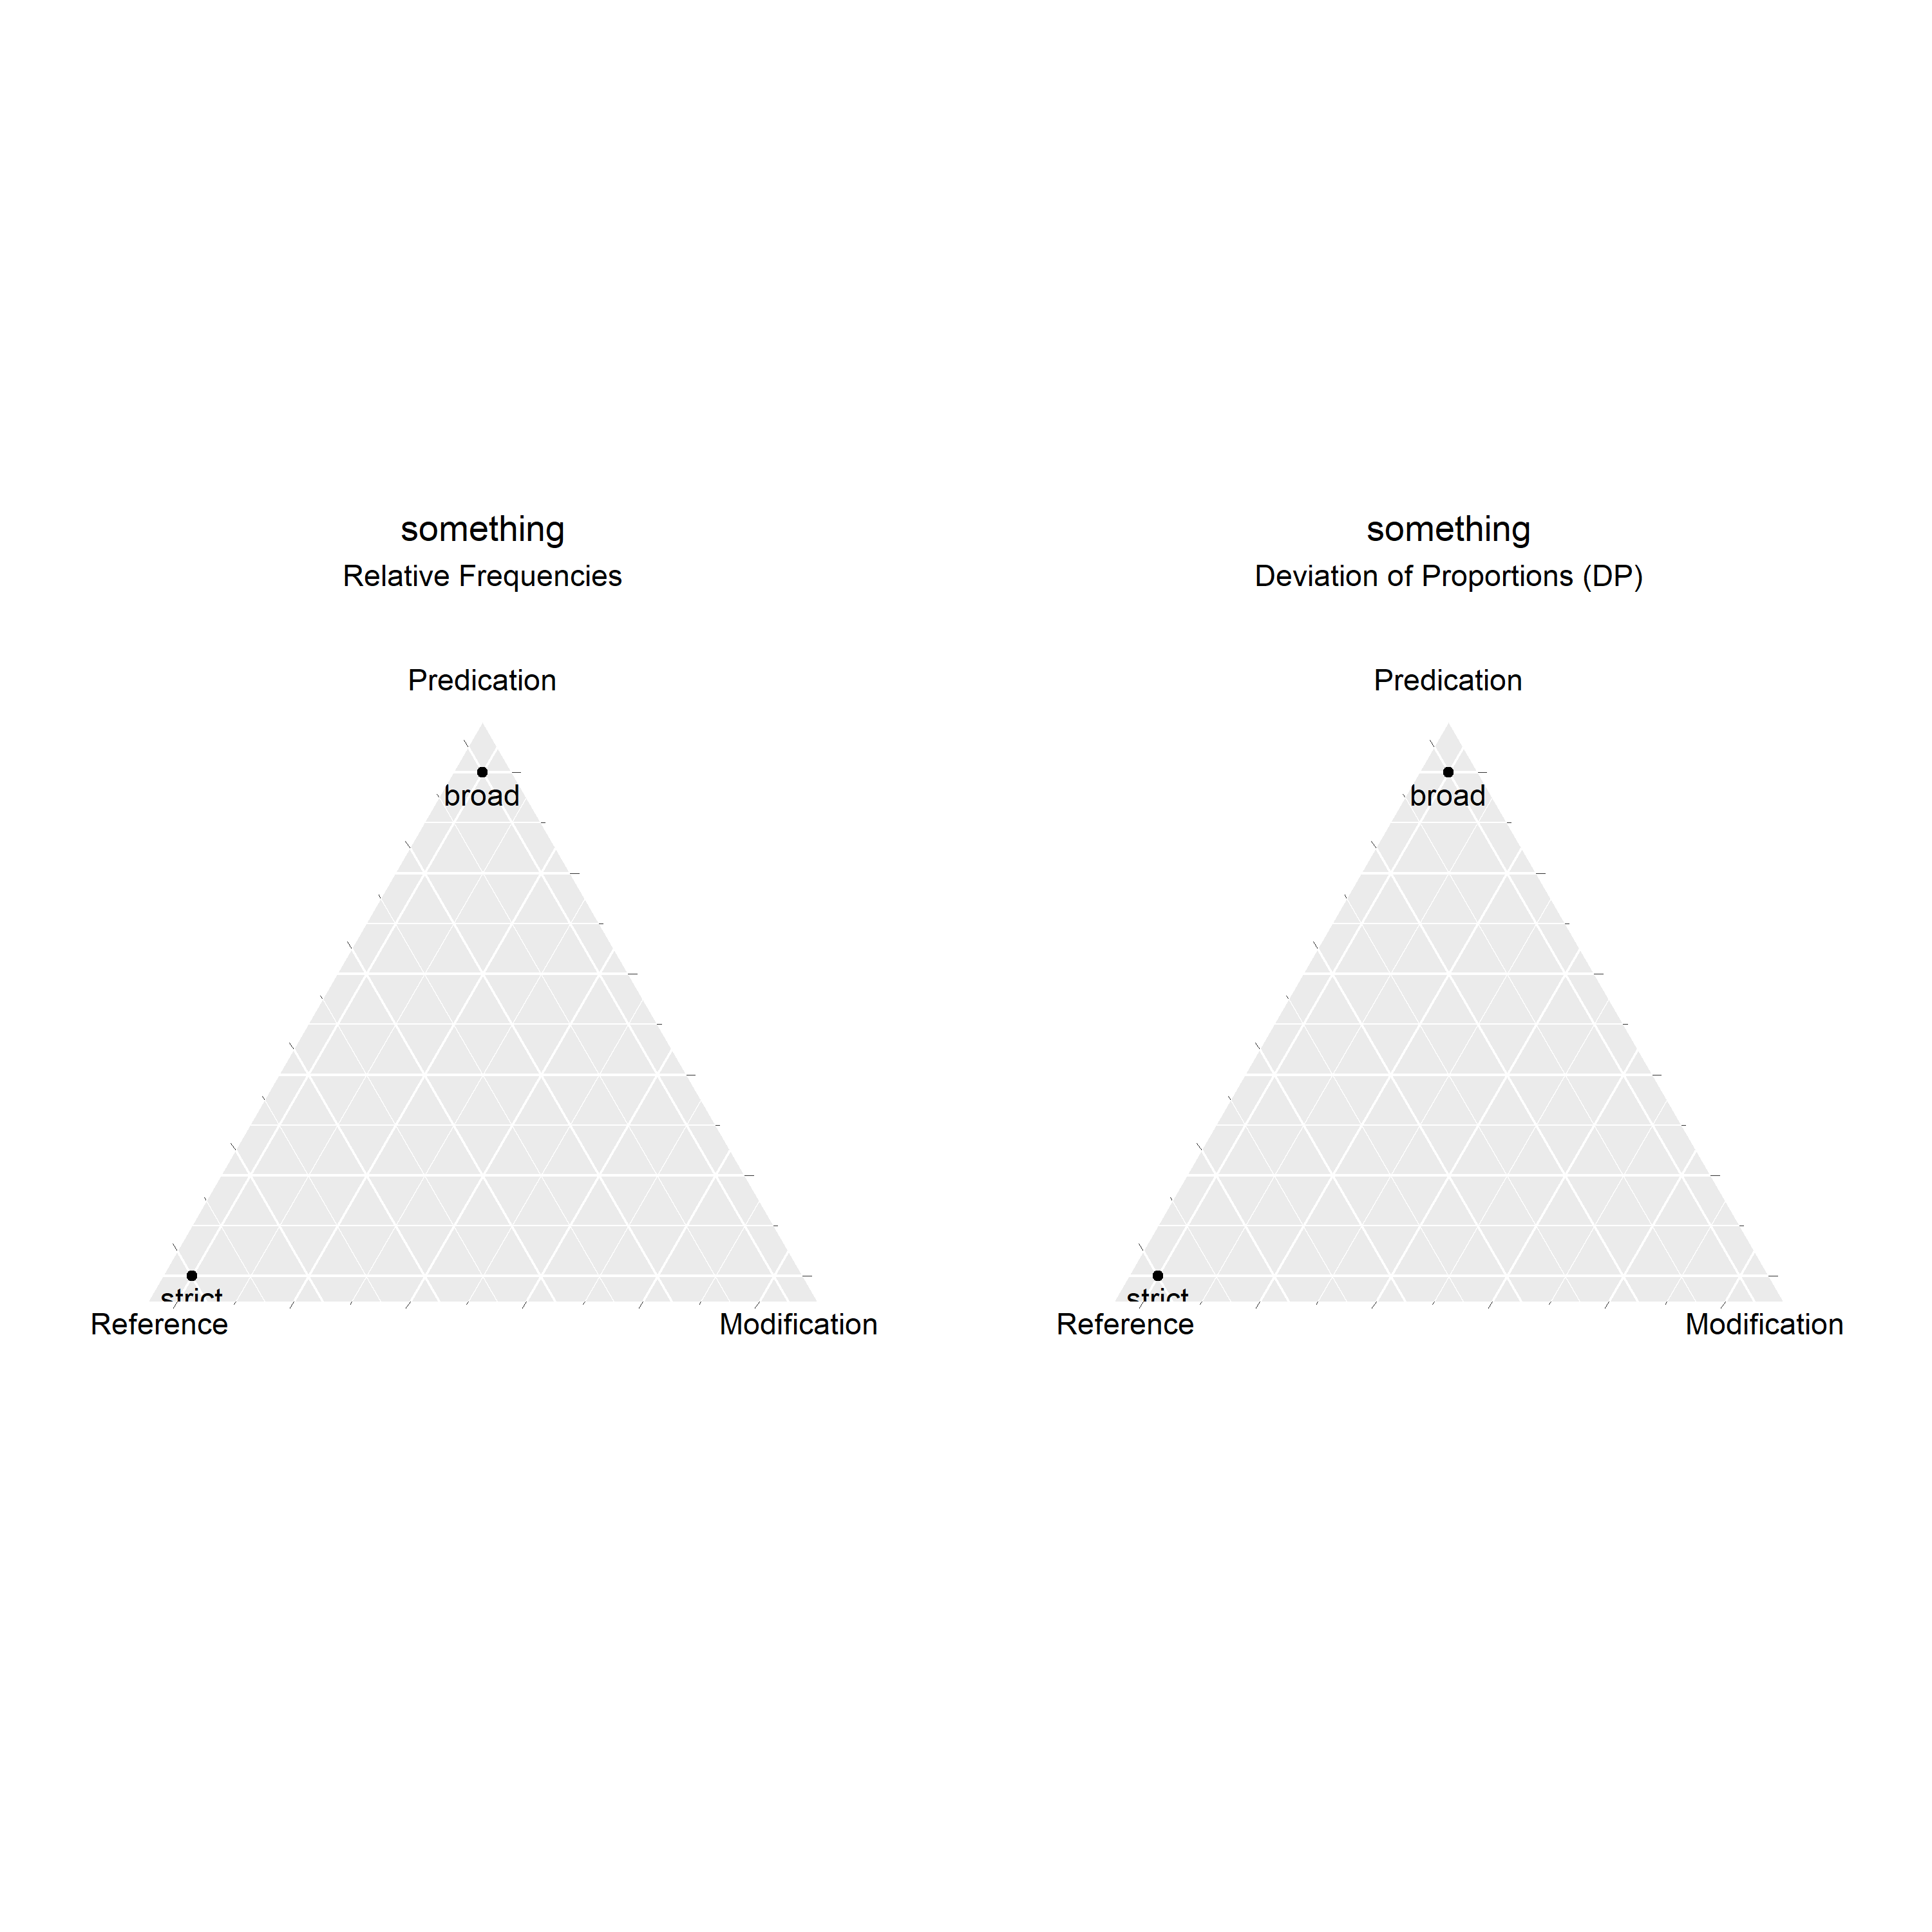 something
Relative Frequencies
Predication
broad
strict
Reference
Modification
something
Deviation of Proportions (DP)
Predication
broad
strict
Reference
Modification